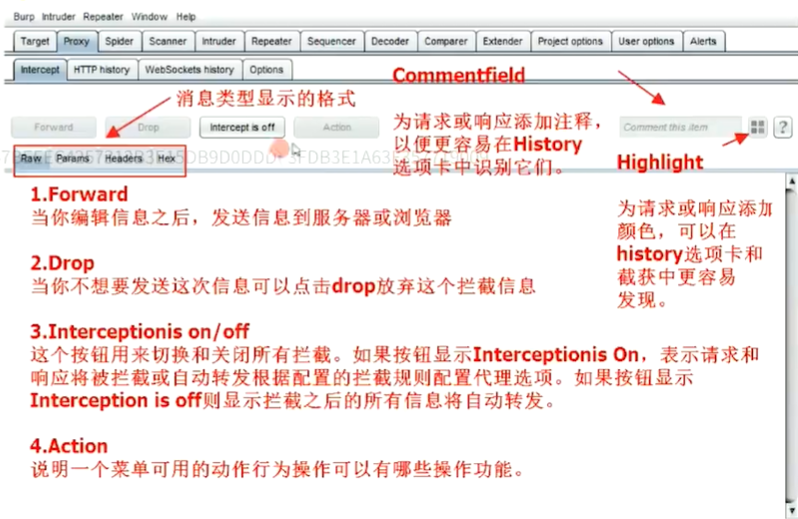 Burp Intruder Repeater Window Help
Target Proxy Spider Scanner Intruder Repeater Sequencer Decoder Comparer Extender Project options User options Alerts
Intercept HTTP history WebSockets history Options
Commentfield
消息类型显示的格式
Forward Drop Intercept is off Action
Comment this item
?
为请求或响应添加注释，
以便更容易在History
选项卡中识别它们。
Raw Params Headers Hex
Highlight
为请求或响应添加
颜色，可以在
history选项卡和
截获中更容易
发现。
1.Forward
当你编辑信息之后，发送信息到服务器或浏览器
2.Drop
当你不想要发送这次信息可以点击drop放弃这个拦截信息
3.Interceptionis on/off
这个按钮用来切换和关闭所有拦截。如果按钮显示Interceptionis On，表示请求和
响应将被拦截或自动转发根据配置的拦截规则配置代理选项。如果按钮显示
Interception is off则显示拦截之后的所有信息将自动转发。
4.Action
说明一个菜单可用的动作行为操作可以有哪些操作功能。